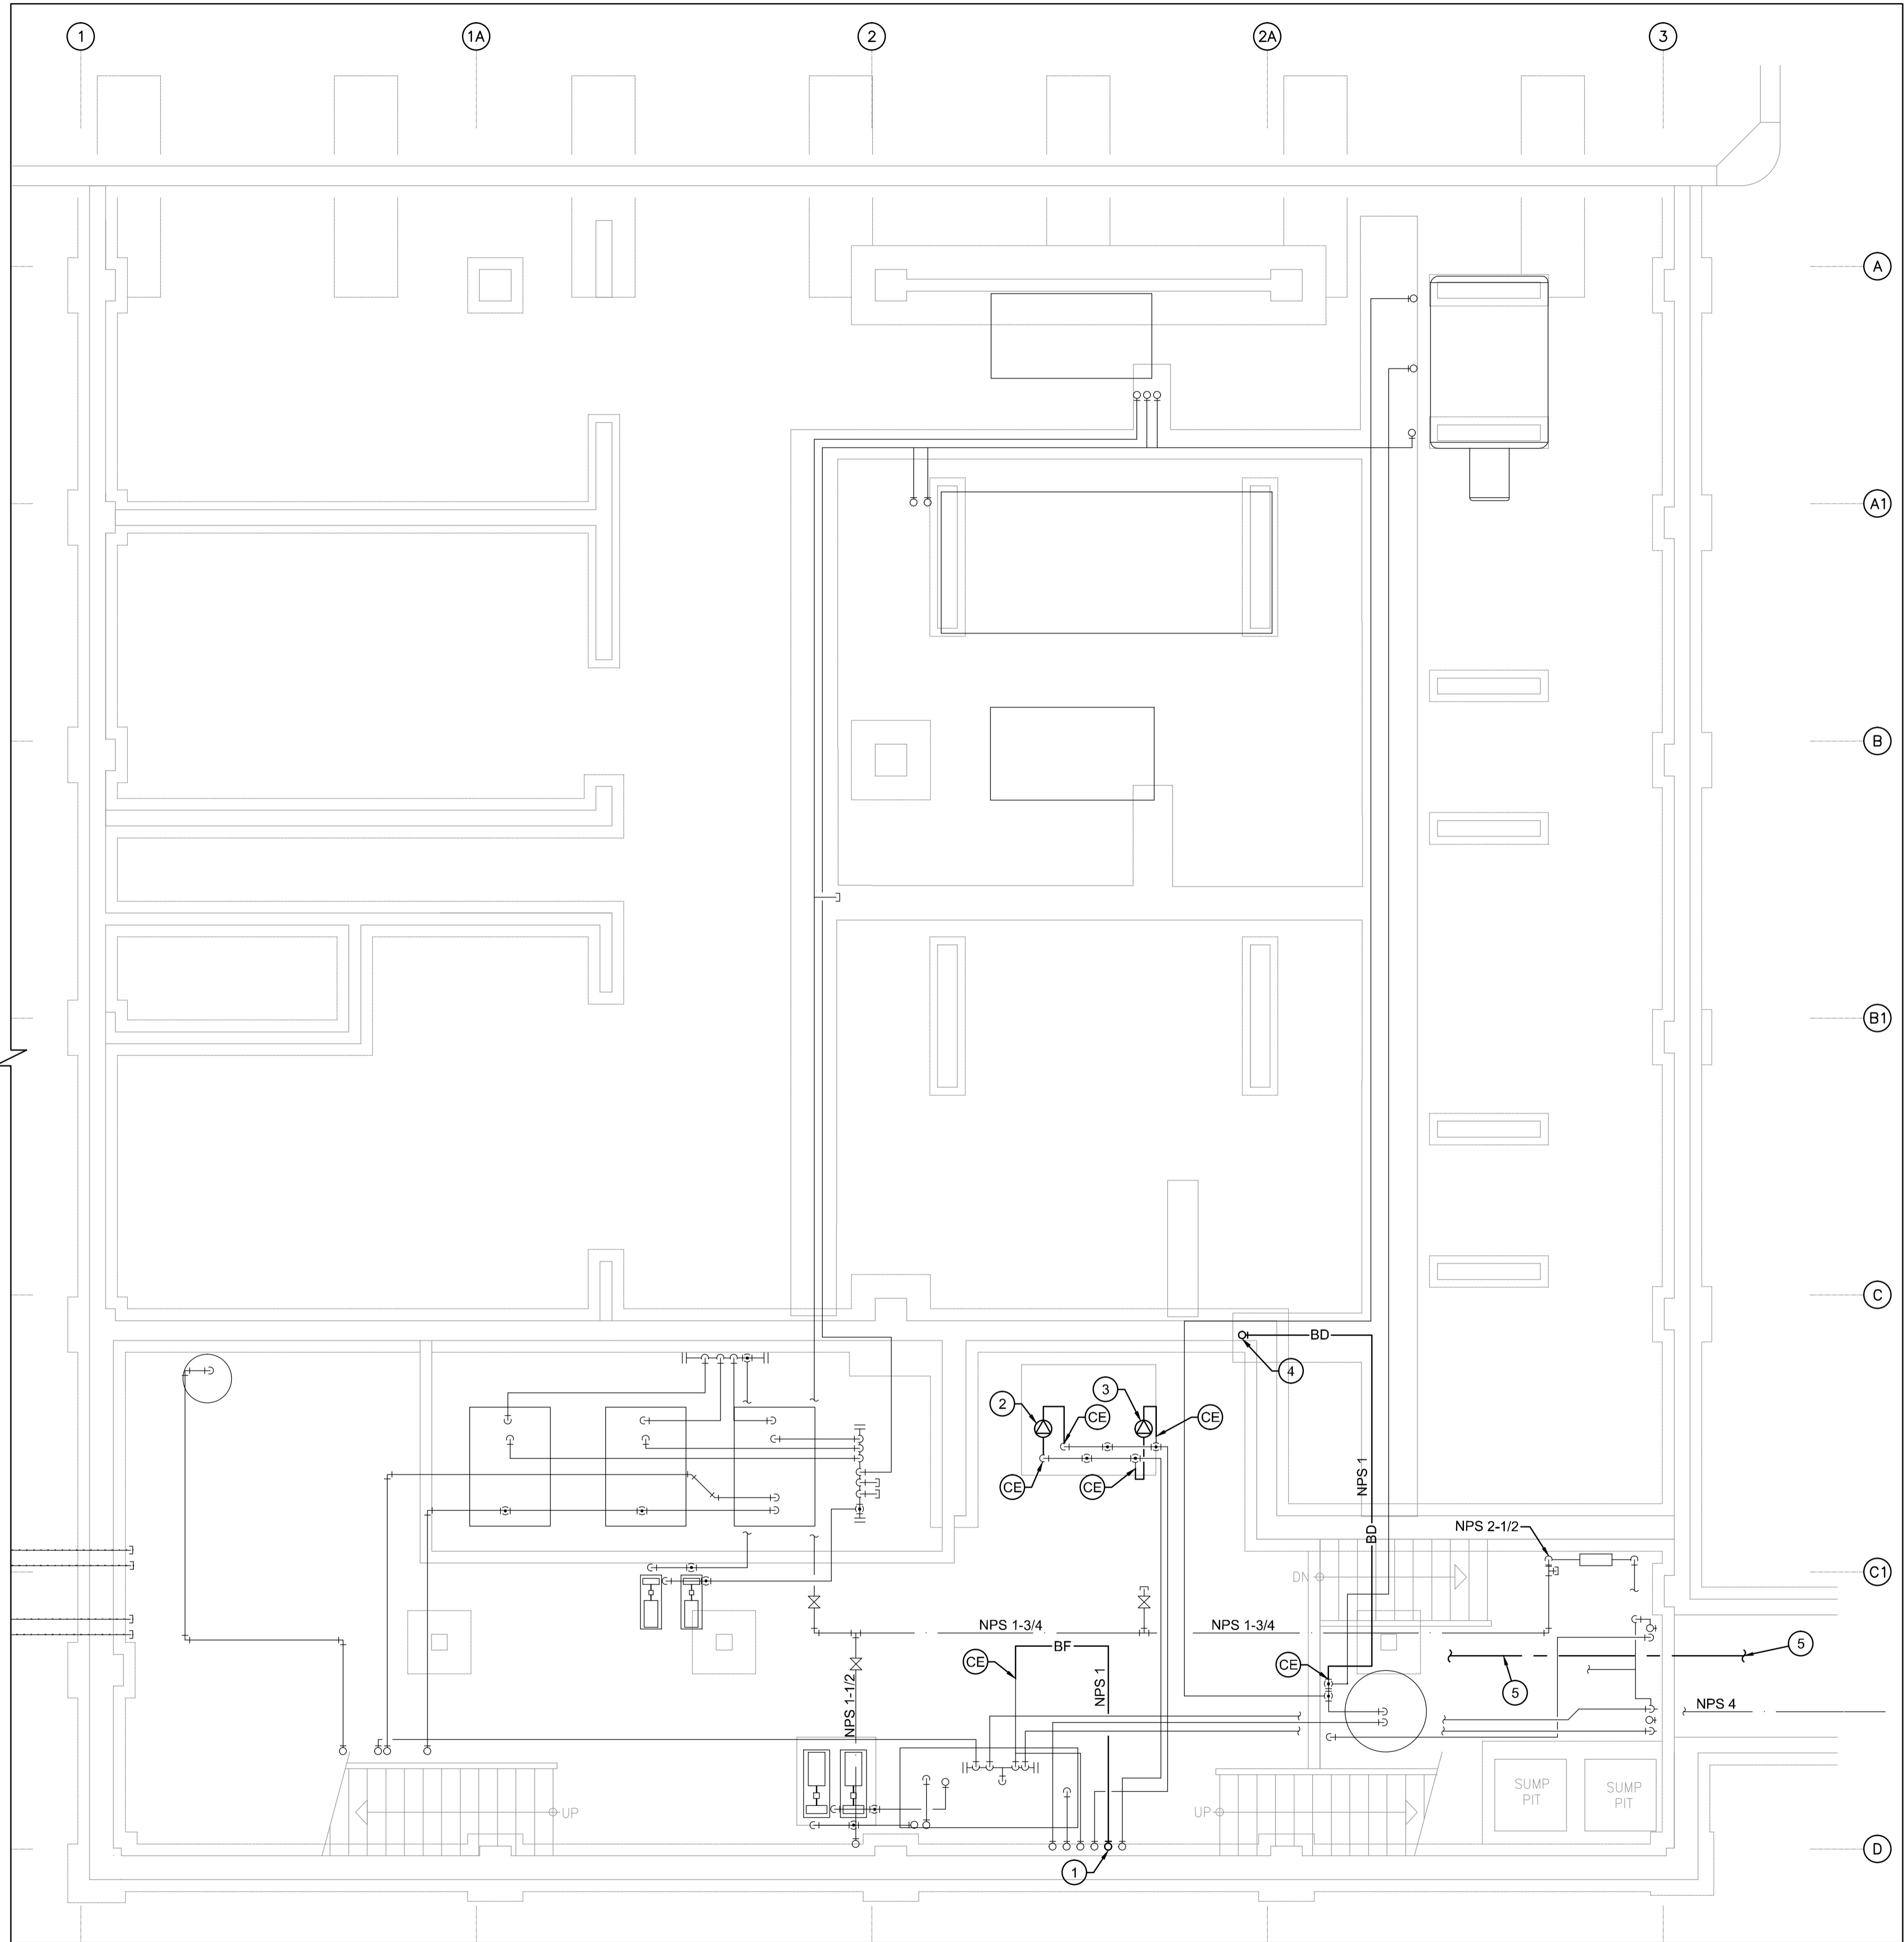 1
1A
2
2A
3
A
A1
B
B1
C
BD
4
3
2
CE
CE
NPS 1
CE
CE
BD
NPS 2-1/2
DN
C1
NPS 1-3/4
NPS 1-3/4
BF
5
CE
CE
NPS 1
5
NPS 1-1/2
NPS 4
SUMP
PIT
SUMP
PIT
UP
UP
D
1